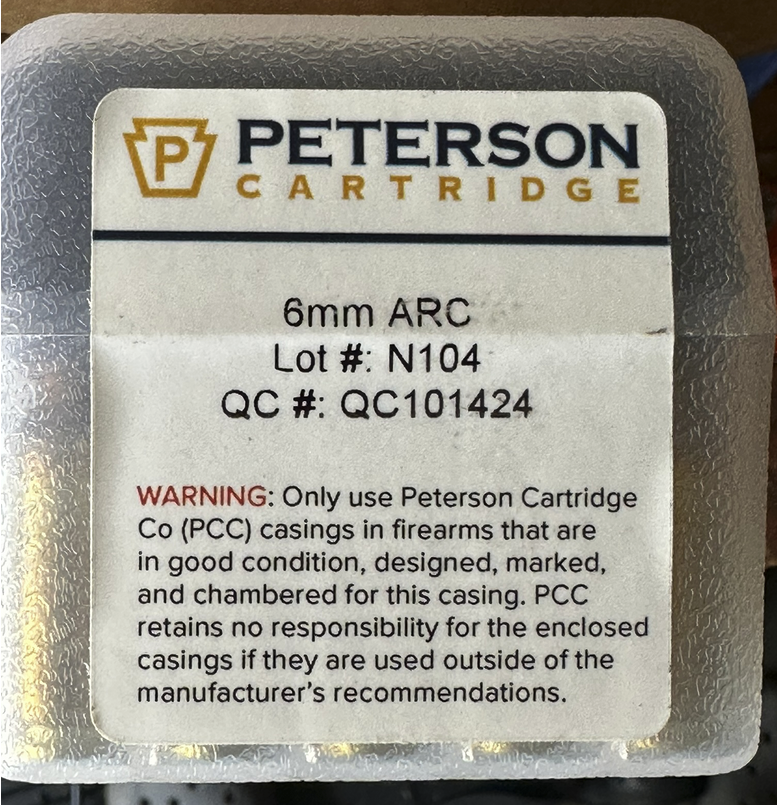 P
PETERSON
CARTRIDGE
6mm ARC
Lot #: N104
QC #: QC101424
WARNING: Only use Peterson Cartridge
Co (PCC) casings in firearms that are
in good condition, designed, marked,
and chambered for this casing. PCC
retains no responsibility for the enclosed
casings if they are used outside of the
manufacturer's recommendations.